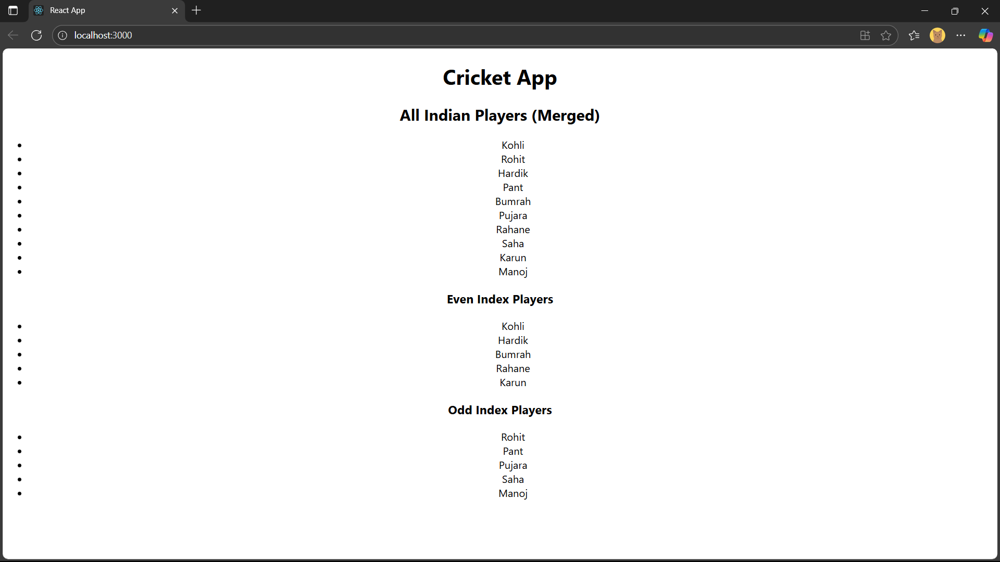 React App
localhost:3000
Cricket App
All Indian Players (Merged)
Kohli
Rohit
Hardik
Pant
Bumrah
Pujara
Rahane
Saha
Karun
Manoj
Even Index Players
Kohli
Hardik
Bumrah
Rahane
Karun
Odd Index Players
Rohit
Pant
Pujara
Saha
Manoj